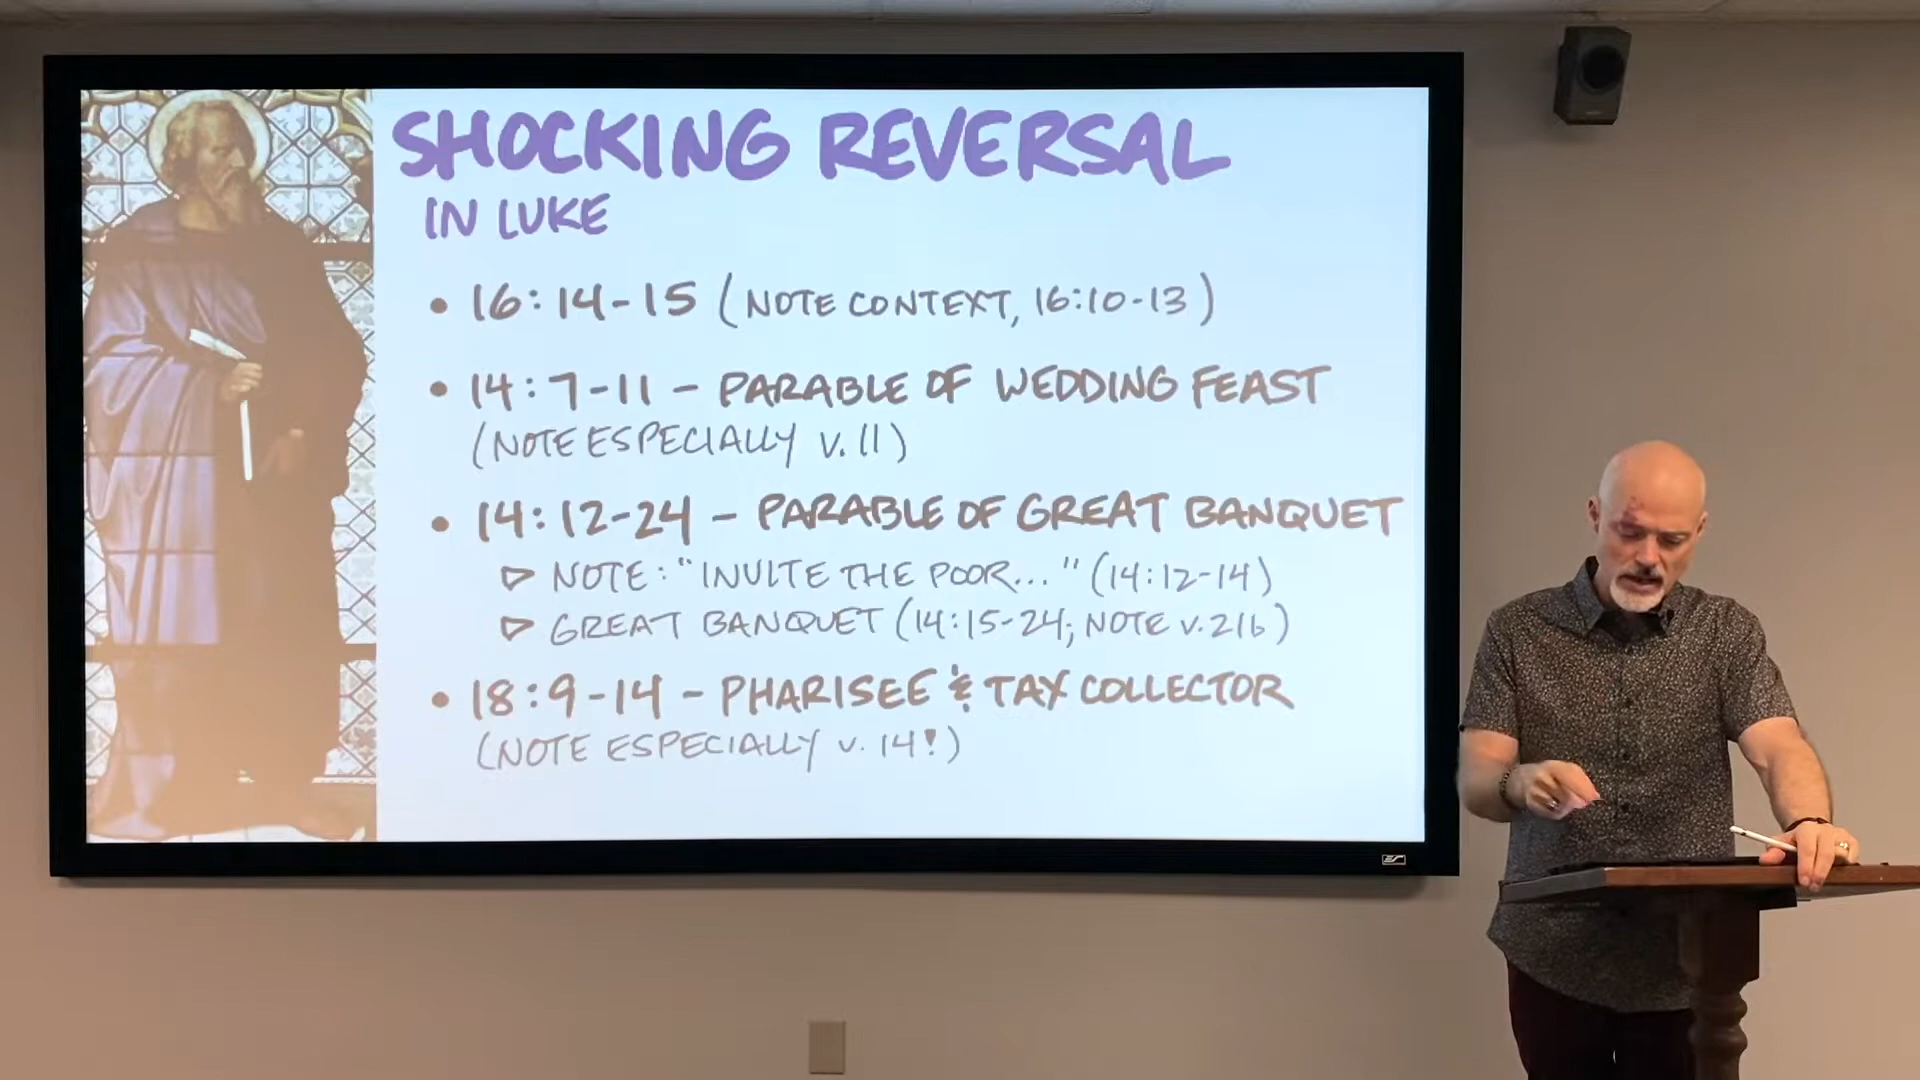 SHOCKING REVERSAL
IN LUKE
• 16:14-15 (NOTE CONTEXT, 16:10-13)
• 14:7-11 - PARABLE OF WEDDING FEAST
(NOTE ESPECIALLY v. 11)
• 14:12-24 - PARABLE OF GREAT BANQUET
▷ NOTE: "INVITE THE POOR..." (14:12-14)
▷ GREAT BANQUET (14:15-24; NOTE v. 21b)
• 18:9-14 - PHARISEE & TAX COLLECTOR
(NOTE ESPECIALLY v. 14!)